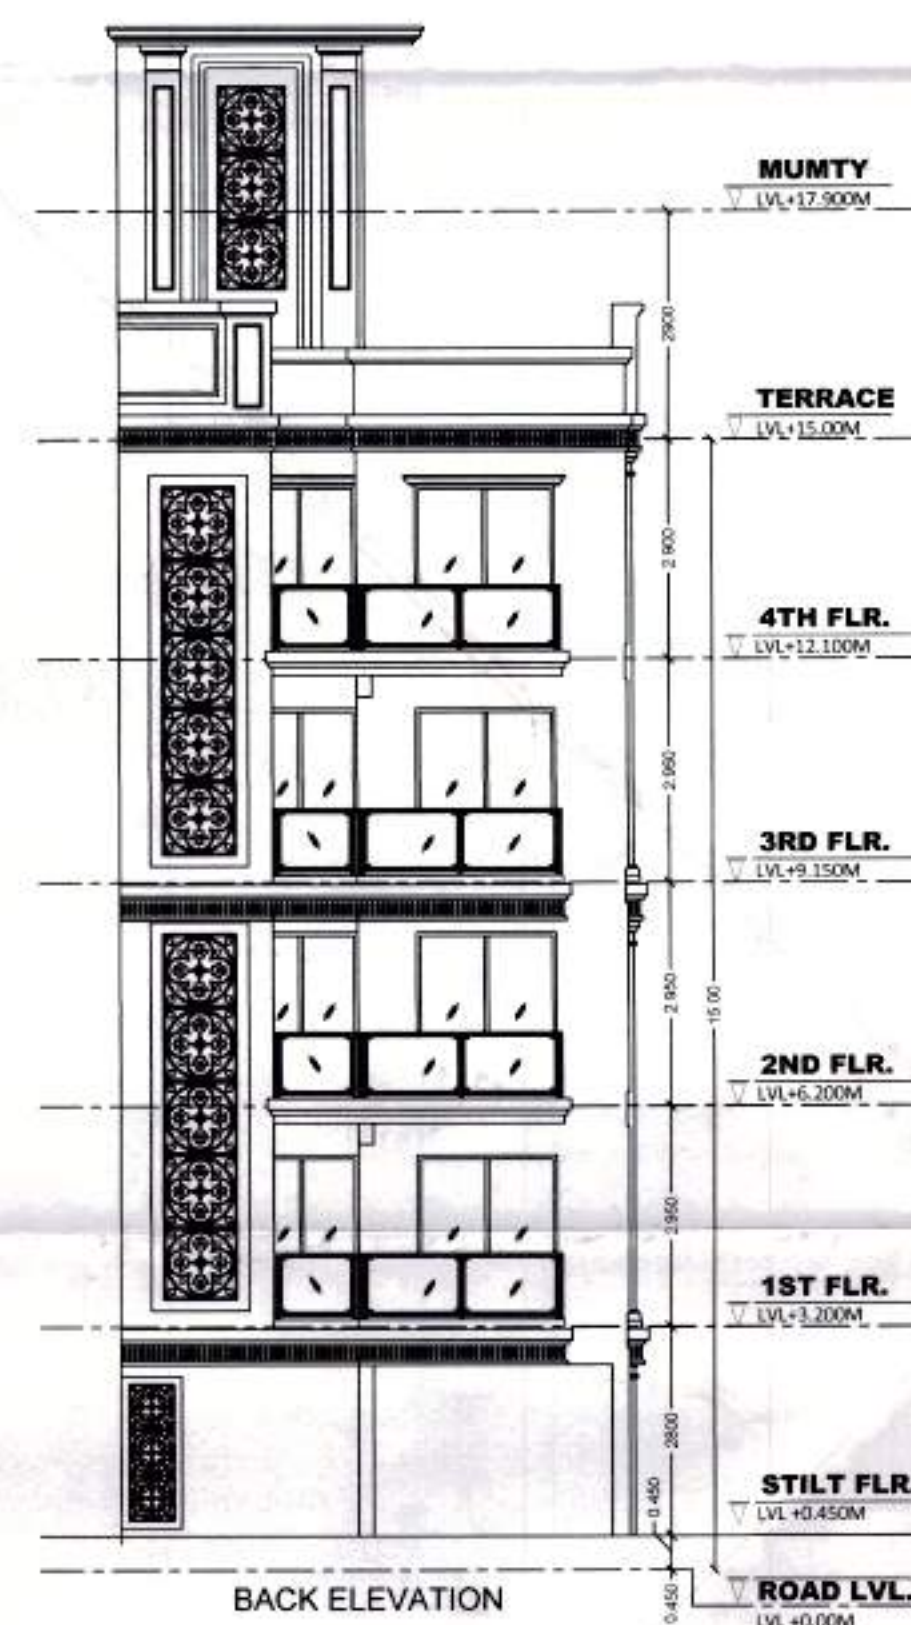 MUMTY
LVL+17.900M
2900
TERRACE
LVL+15.00M
2.900
4TH FLR.
LVL+12.100M
2.950
3RD FLR.
LVL+9.150M
2.950
15.00
2ND FLR.
LVL+6.200M
2.950
1ST FLR.
LVL+3.200M
2800
0.450
STILT FLR.
LVL +0.450M
BACK ELEVATION
0.450
ROAD LVL.
LVL +0.00M